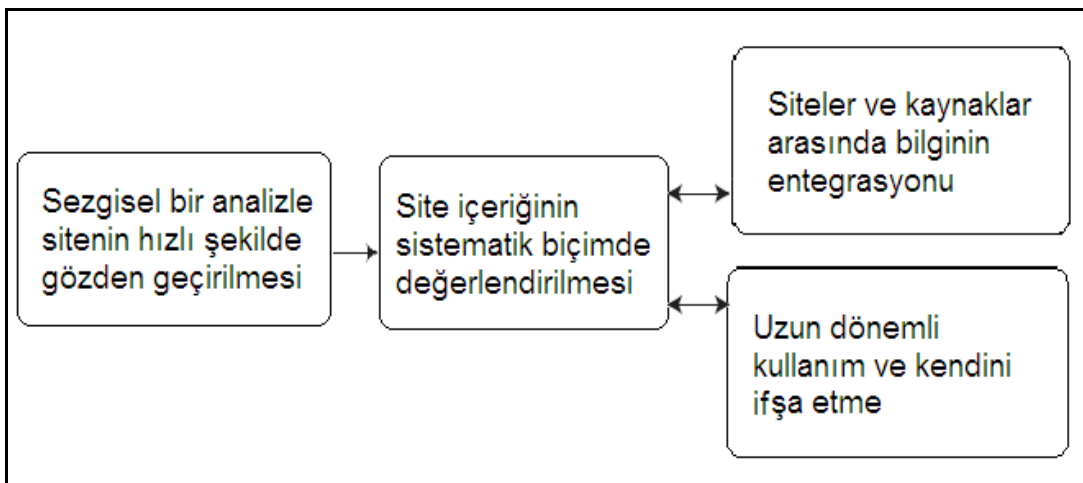 Sezgisel bir analizle
sitenin hızlı şekilde
gözden geçirilmesi
Site içeriğinin
sistematik biçimde
değerlendirilmesi
Siteler ve kaynaklar
arasında bilginin
entegrasyonu
Uzun dönemli
kullanım ve kendini
ifşa etme